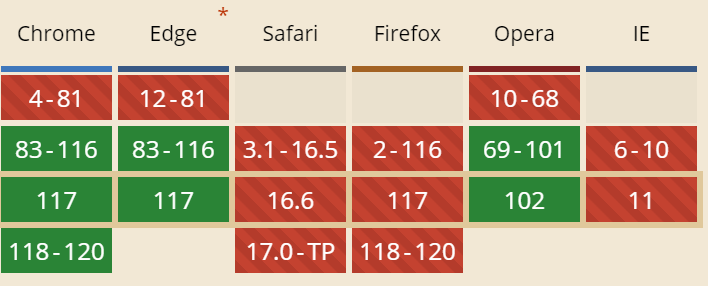 *
Chrome Edge Safari Firefox Opera IE
4-81 12-81 10-68
83-116 83-116 3.1-16.5 2-116 69-101 6-10
117 117 16.6 117 102 11
118-120 17.0-TP 118-120